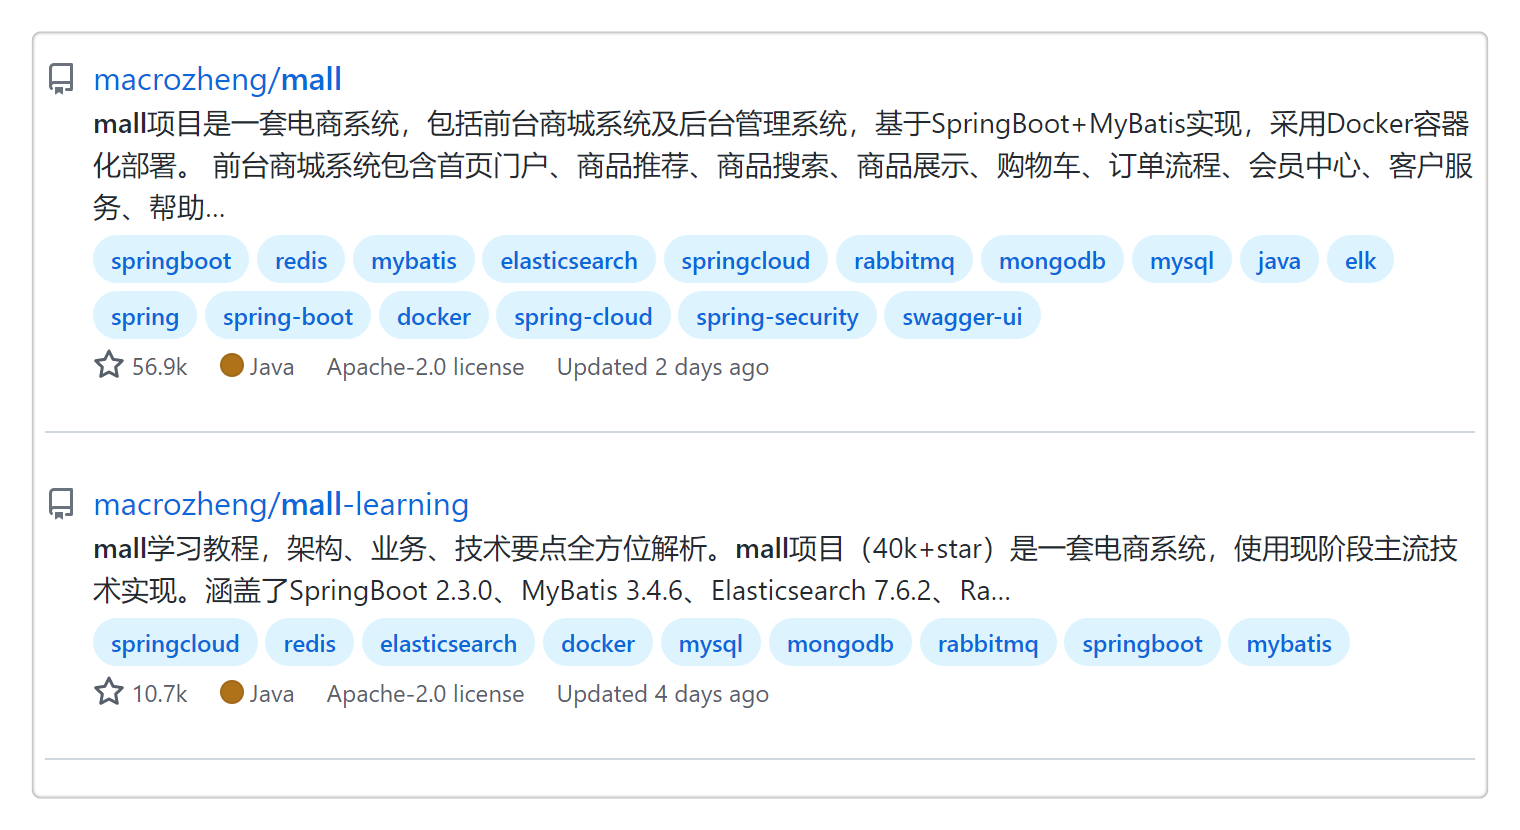 macrozheng/mall
mall项目是一套电商系统，包括前台商城系统及后台管理系统，基于SpringBoot+MyBatis实现，采用Docker容器
化部署。 前台商城系统包含首页门户、商品推荐、商品搜索、商品展示、购物车、订单流程、会员中心、客户服
务、帮助...
springboot redis mybatis elasticsearch springcloud rabbitmq mongodb mysql java elk
spring spring-boot docker spring-cloud spring-security swagger-ui
56.9k Java Apache-2.0 license Updated 2 days ago
macrozheng/mall-learning
mall学习教程，架构、业务、技术要点全方位解析。mall项目（40k+star）是一套电商系统，使用现阶段主流技
术实现。涵盖了SpringBoot 2.3.0、MyBatis 3.4.6、Elasticsearch 7.6.2、Ra...
springcloud redis elasticsearch docker mysql mongodb rabbitmq springboot mybatis
10.7k Java Apache-2.0 license Updated 4 days ago